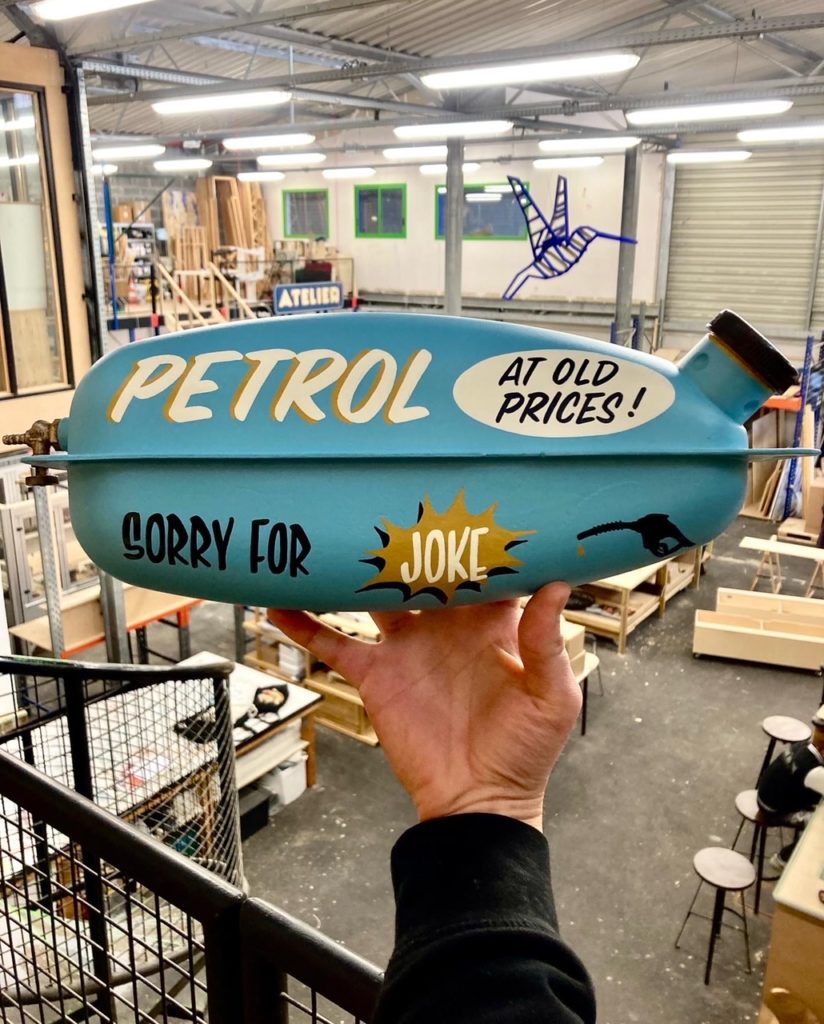 ATELIER
PETROL
AT OLD
PRICES!
SORRY FOR
JOKE